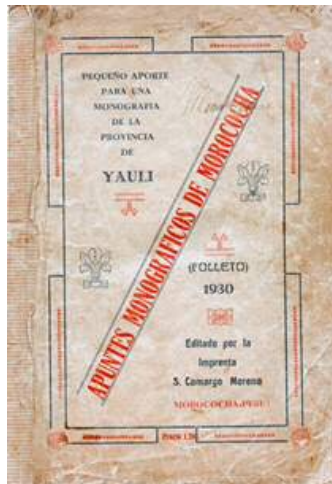 PEQUEÑO APORTE
PARA UNA
MONOGRAFIA
DE LA
PROVINCIA
DE
YAULI
APUNTES MONOGRAFICOS DE MOROCOCHA
(FOLLETO)
1930
Editado por la
Imprenta
S. Camargo Moreno
MOROCOCHA-PERU